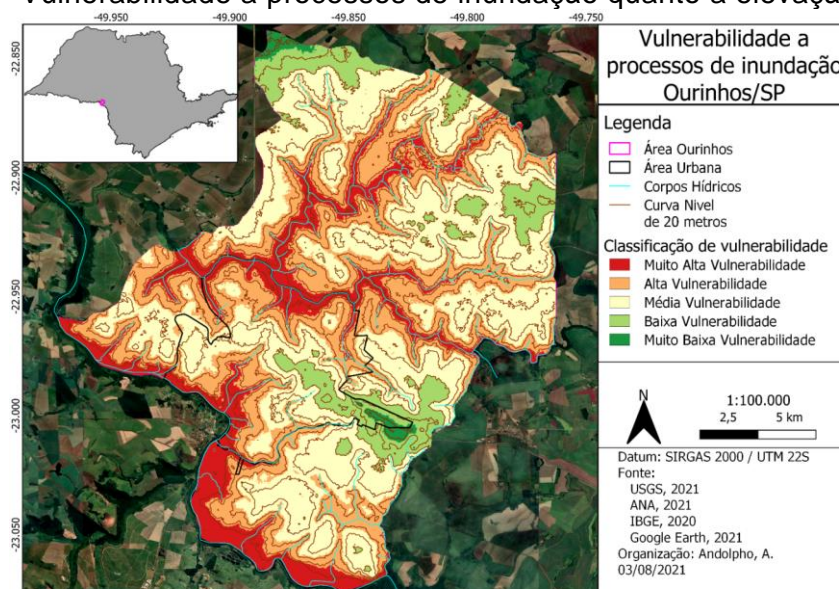 Vulnerabilidade a processos de inundação quanto a elevaçã
-49.950 -49.900 -49.850 -49.800 -49.750
-22.850
-22.900
-22.950
-23.000
-23.050
Vulnerabilidade a
processos de inundação
Ourinhos/SP
Legenda
Área Ourinhos
Área Urbana
Corpos Hídricos
Curva Nivel
de 20 metros
Classificação de vulnerabilidade
Muito Alta Vulnerabilidade
Alta Vulnerabilidade
Média Vulnerabilidade
Baixa Vulnerabilidade
Muito Baixa Vulnerabilidade
N
1:100.000
2,5 5 km
Datum: SIRGAS 2000 / UTM 22S
Fonte:
USGS, 2021
ANA, 2021
IBGE, 2020
Google Earth, 2021
Organização: Andolpho, A.
03/08/2021